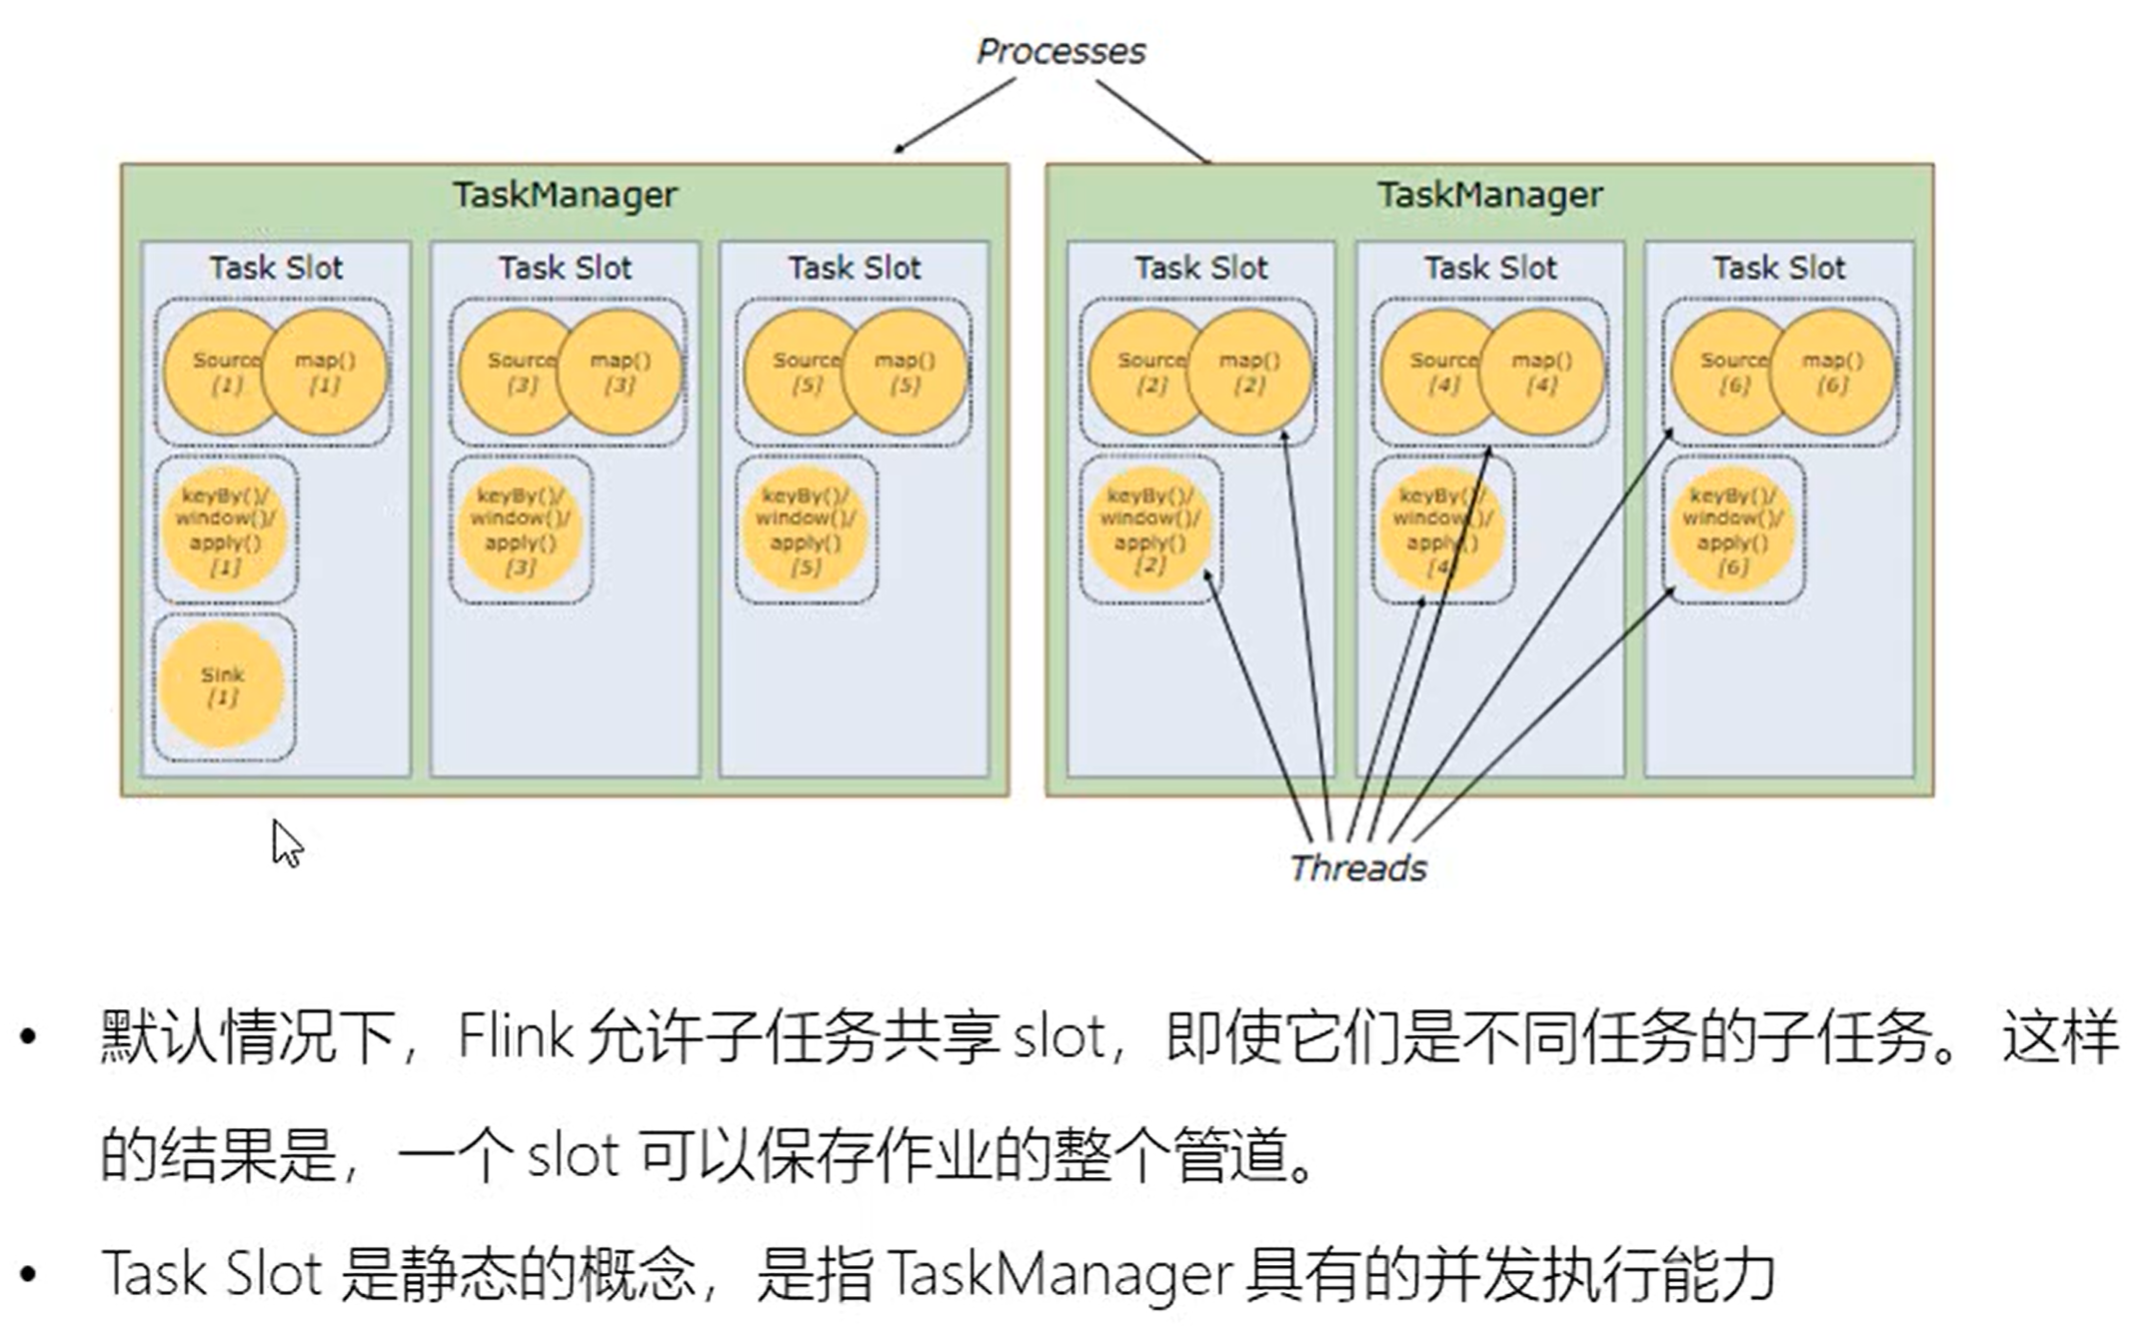 Processes
TaskManager
Task Slot
Source
[1]
map()
[1]
keyBy()/
window()/
apply()
[1]
Sink
[1]
Task Slot
Source
[3]
map()
[3]
keyBy()/
window()/
apply()
[3]
Task Slot
Source
[5]
map()
[5]
keyBy()/
window()/
apply()
[5]
TaskManager
Task Slot
Source
[2]
map()
[2]
keyBy()/
window()/
apply()
[2]
Task Slot
Source
[4]
map()
[4]
keyBy()/
window()/
apply()
[4]
Task Slot
Source
[6]
map()
[6]
keyBy()/
window()/
apply()
[6]
Threads
• 默认情况下，Flink 允许子任务共享 slot，即使它们是不同任务的子任务。 这样
的结果是，一个 slot 可以保存作业的整个管道。
• Task Slot 是静态的概念，是指 TaskManager 具有的并发执行能力